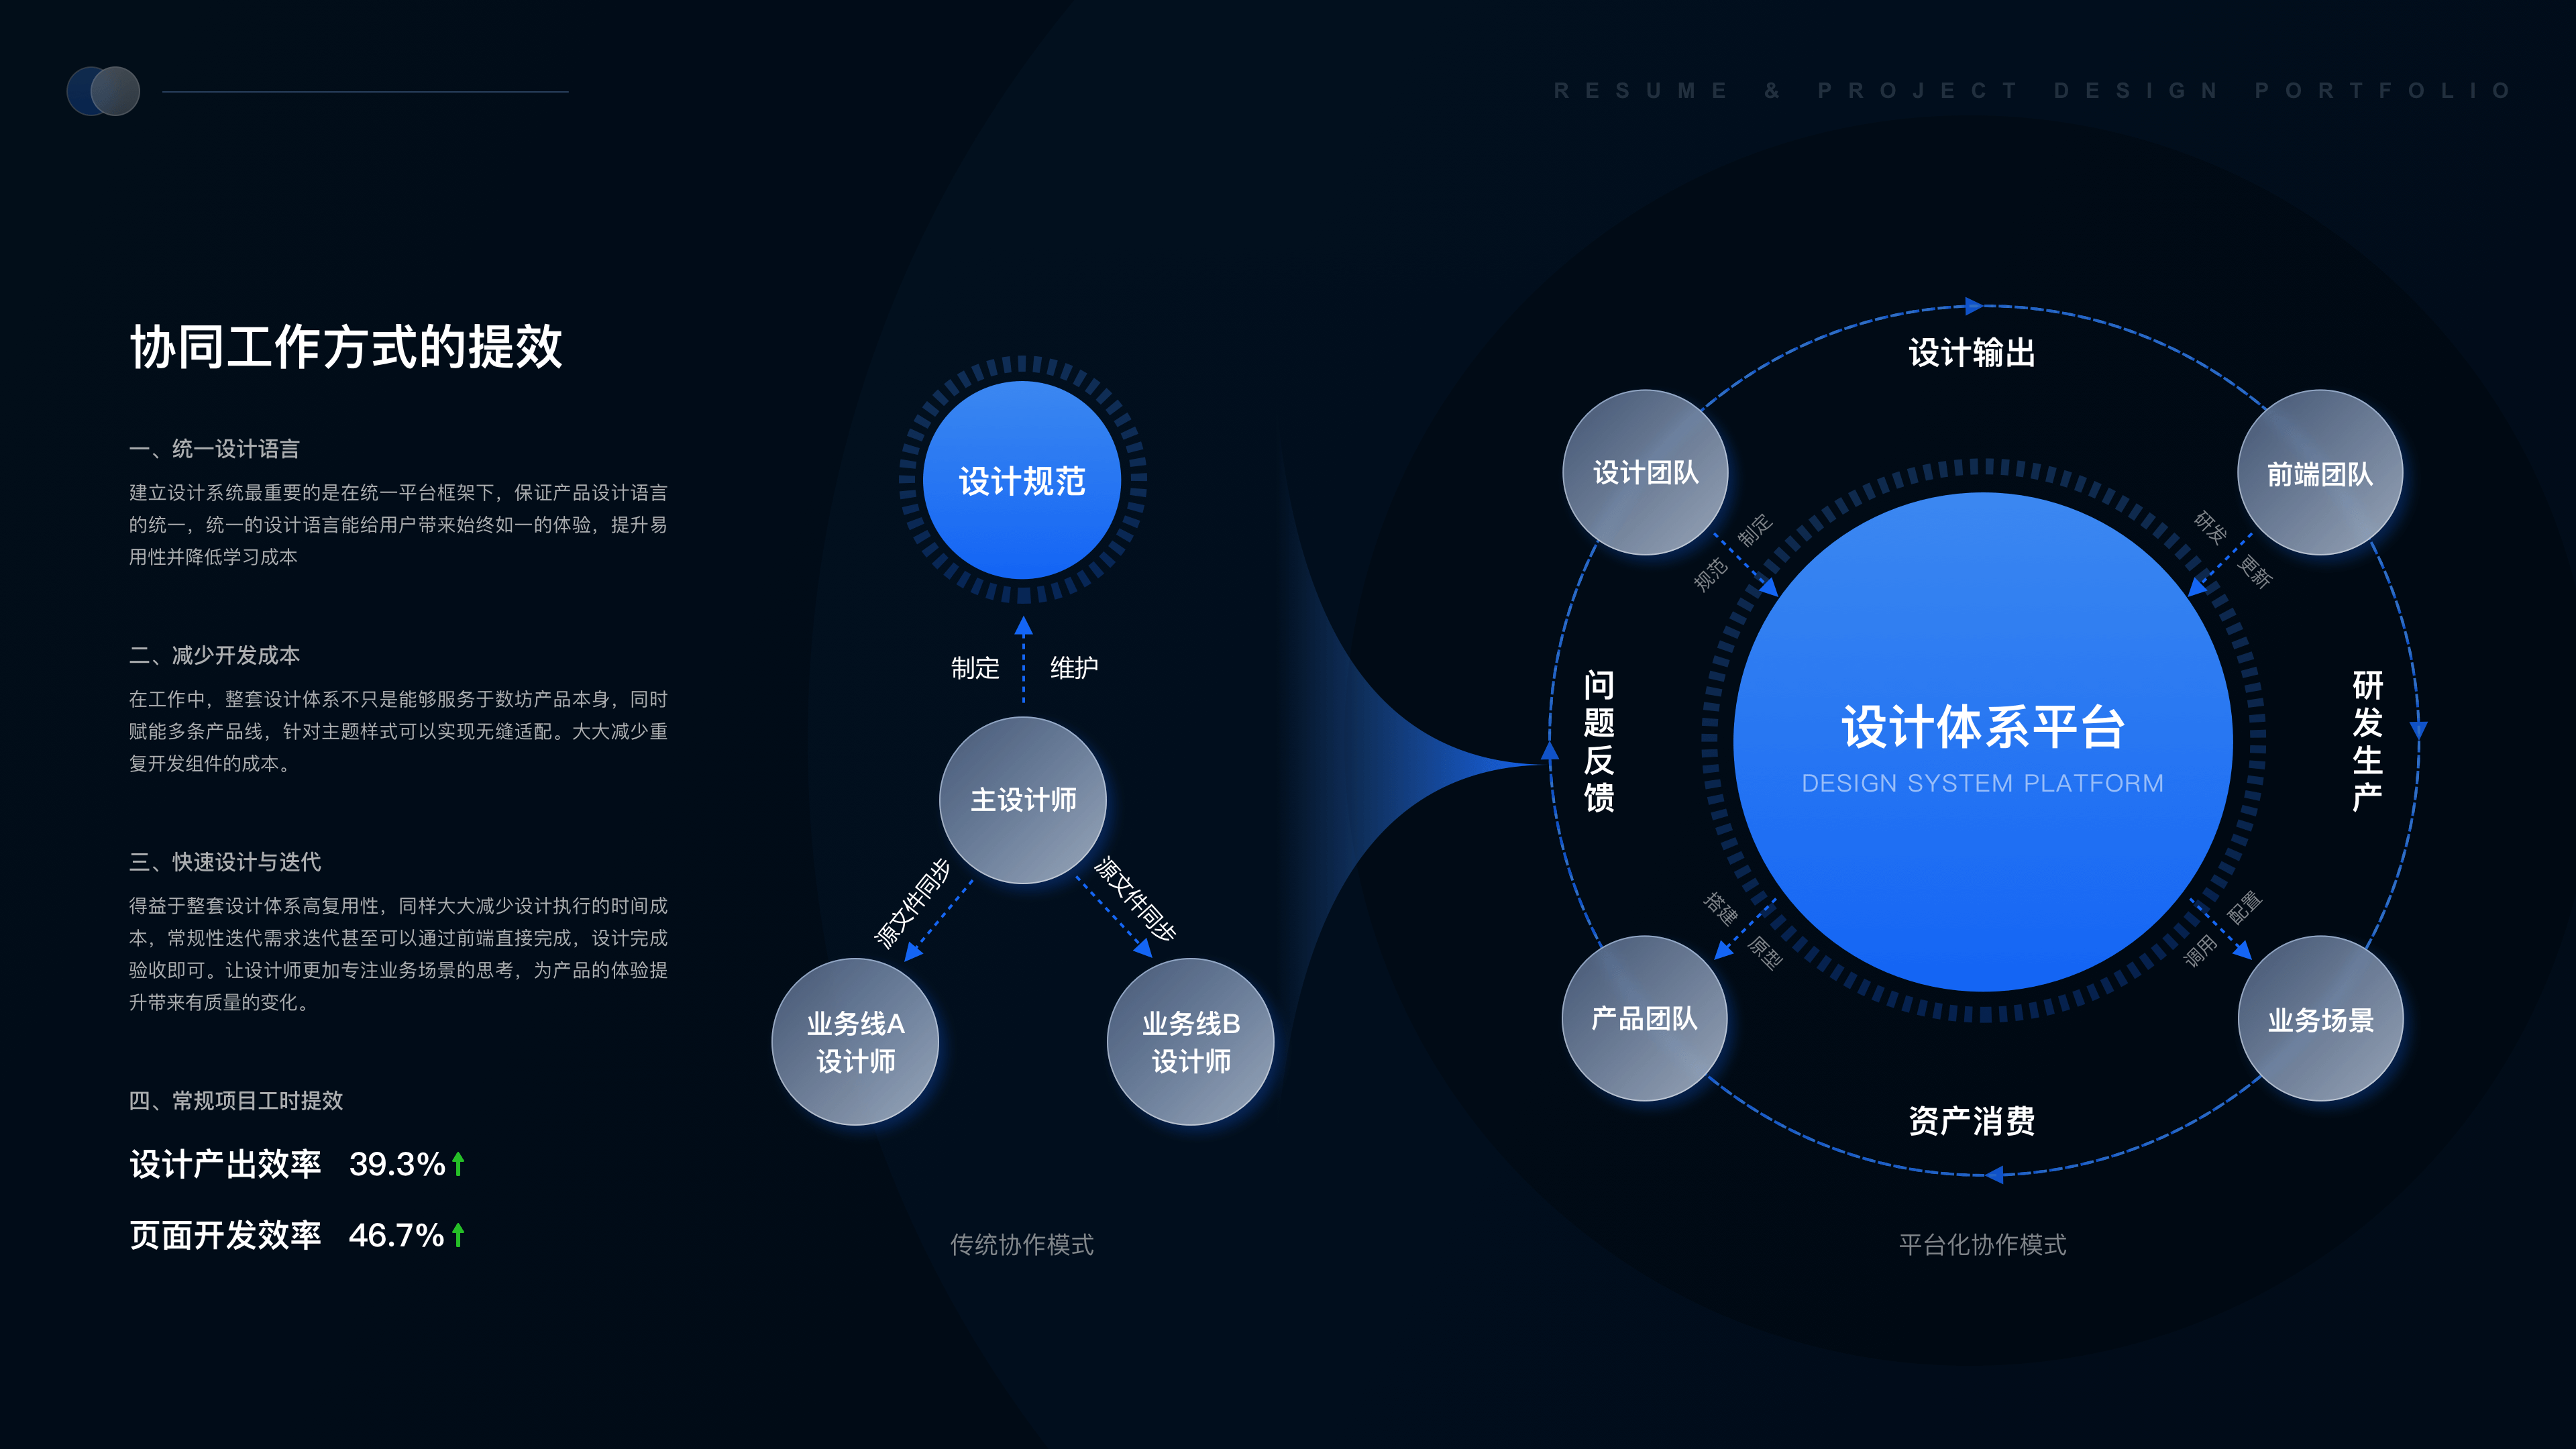 RESUME & PROJECT DESIGN PORTFOLIO
协同工作方式的提效
一、统一设计语言
建立设计系统最重要的是在统一平台框架下，保证产品设计语言
的统一，统一的设计语言能给用户带来始终如一的体验，提升易
用性并降低学习成本
二、减少开发成本
在工作中，整套设计体系不只是能够服务于数坊产品本身，同时
赋能多条产品线，针对主题样式可以实现无缝适配。大大减少重
复开发组件的成本。
三、快速设计与迭代
得益于整套设计体系高复用性，同样大大减少设计执行的时间成
本，常规性迭代需求迭代甚至可以通过前端直接完成，设计完成
验收即可。让设计师更加专注业务场景的思考，为产品的体验提
升带来有质量的变化。
四、常规项目工时提效
设计产出效率 39.3%
页面开发效率 46.7%
设计规范
制定 维护
主设计师
源文件同步
源文件同步
业务线A
设计师
业务线B
设计师
传统协作模式
设计输出
设计团队
前端团队
制定
规范
研发
更新
问题反馈
研发生产
设计体系平台
DESIGN SYSTEM PLATFORM
搭建
原型
配置
调用
产品团队
业务场景
资产消费
平台化协作模式